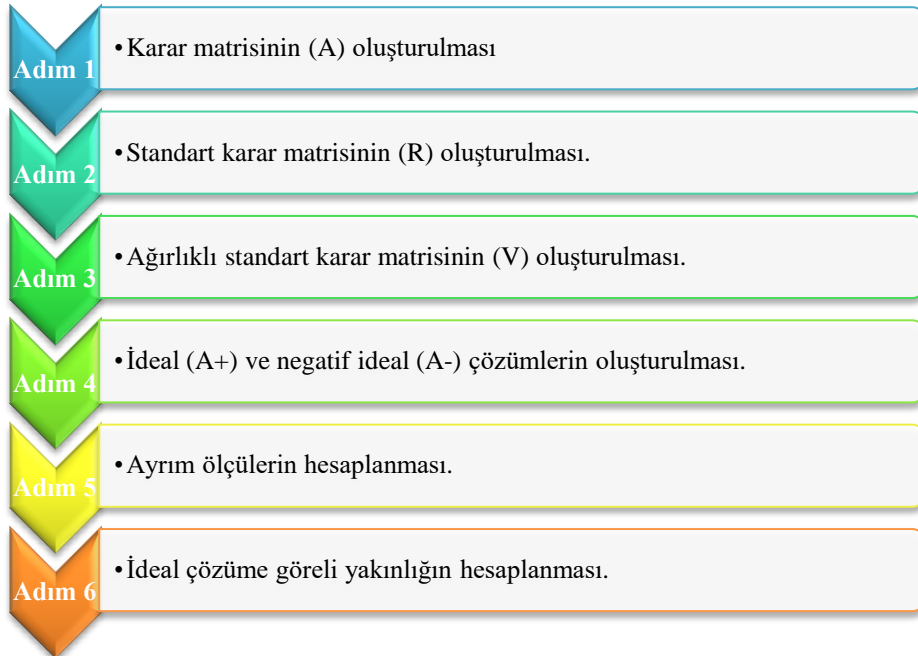 Adım 1
•Karar matrisinin (A) oluşturulması
Adım 2
•Standart karar matrisinin (R) oluşturulması.
Adım 3
•Ağırlıklı standart karar matrisinin (V) oluşturulması.
Adım 4
•İdeal (A+) ve negatif ideal (A-) çözümlerin oluşturulması.
Adım 5
•Ayrım ölçülerin hesaplanması.
Adım 6
•İdeal çözüme göreli yakınlığın hesaplanması.